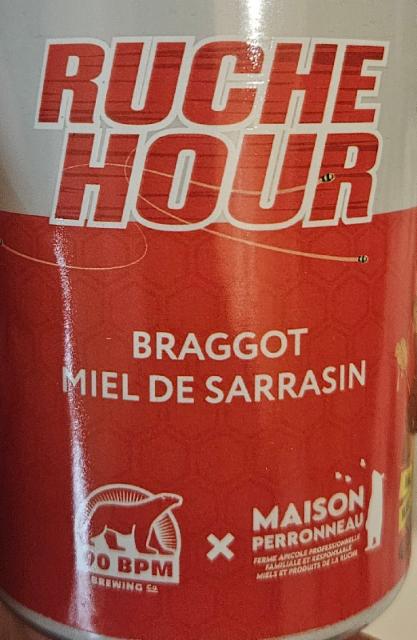 RUCHE
HOUR
BRAGGOT
MIEL DE SARRASIN
90 BPM
BREWING Co
×
MAISON
PERRONNEAU
FERME APICOLE PROFESSIONNELLE
FAMILIALE ET RESPONSABLE
MIELS ET PRODUITS DE LA RUCHE